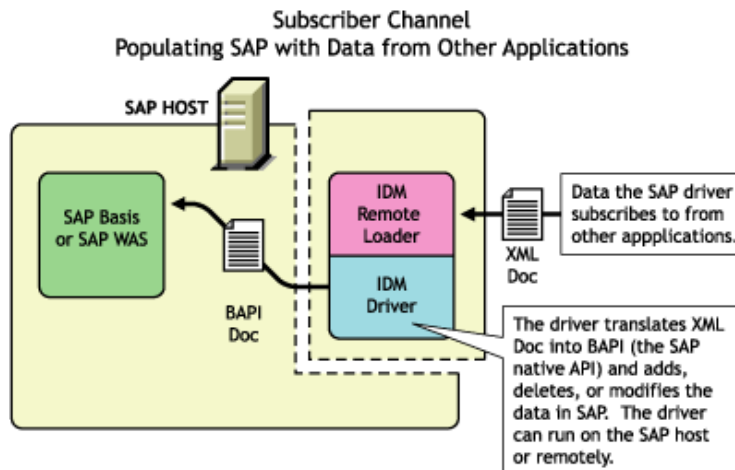 Subscriber Channel
Populating SAP with Data from Other Applications
SAP HOST
SAP Basis
or SAP WAS
BAPI
Doc
IDM
Remote
Loader
IDM
Driver
XML
Doc
Data the SAP driver
subscribes to from
other appplications.
The driver translates XML
Doc into BAPI (the SAP
native API) and adds,
deletes, or modifies the
data in SAP. The driver
can run on the SAP host
or remotely.